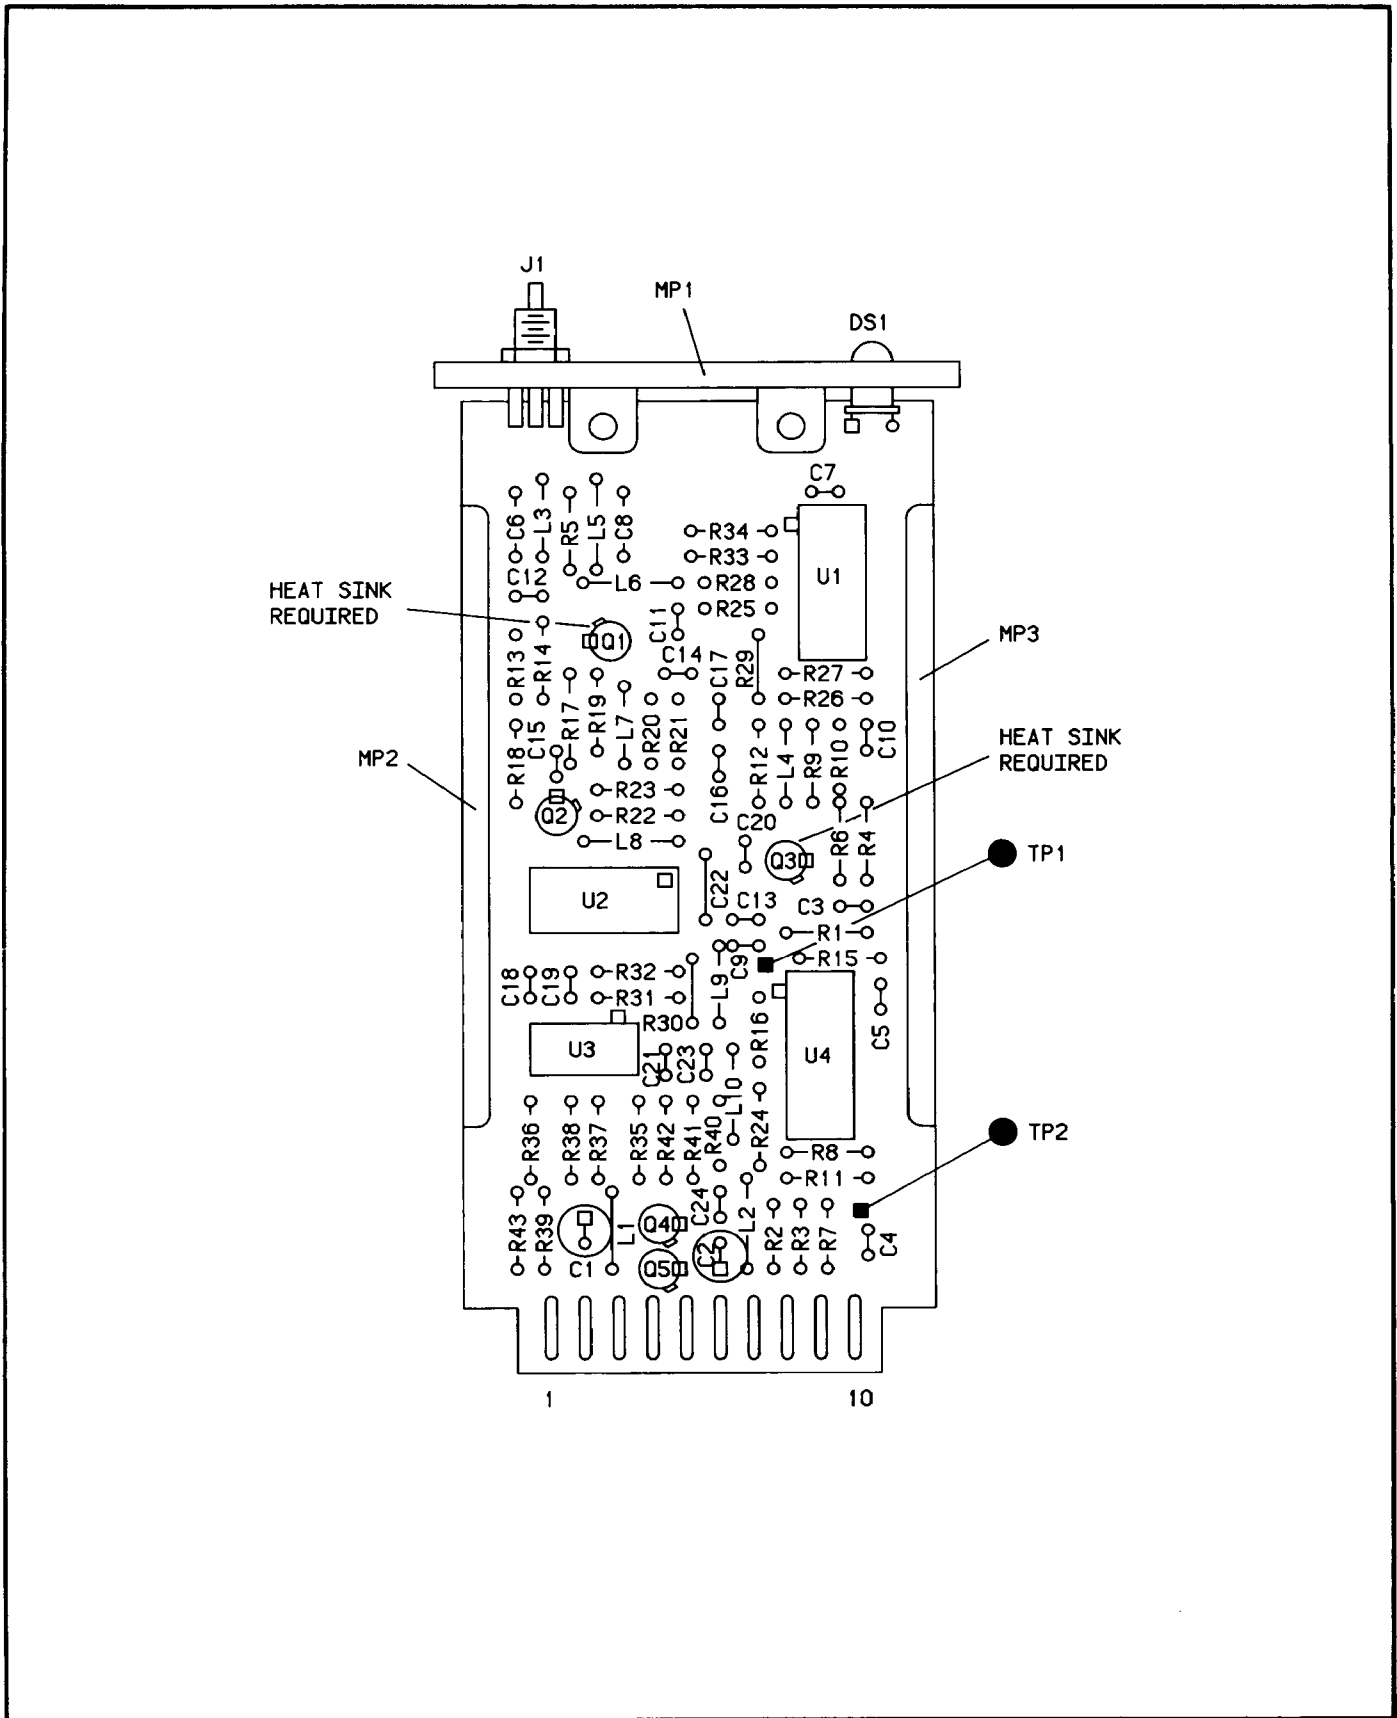 J1
MP1
DS1
C7
C6
L3
R5
L5
C8
R34
R33
U1
C12
L6
R28
R25
HEAT SINK
REQUIRED
Q1
C11
MP3
R13
R14
C14
C17
R29
R27
R26
R17
R19
L7
R20
R21
C15
R18
R12
L4
R9
R10
C10
HEAT SINK
REQUIRED
MP2
R23
C16
Q2
R22
C20
L8
Q3
R6
R4
TP1
U2
C22
C13
C3
R1
C9
R15
C18
C19
R32
R31
L9
R30
R16
C5
U3
C21
C23
U4
L10
R36
R38
R37
R35
R42
R41
R40
R24
TP2
R8
R11
R43
R39
C1
L1
Q4
C24
L2
C2
Q5
R2
R3
R7
C4
1
10